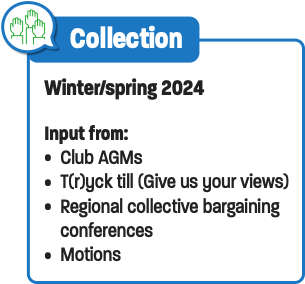 Collection
Winter/spring 2024
Input from:
• Club AGMs
• T(r)yck till (Give us your views)
• Regional collective bargaining
conferences
• Motions